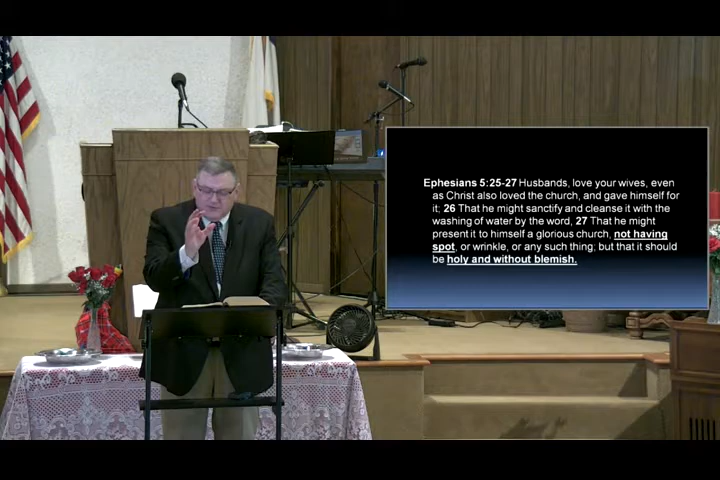 Ephesians 5:25-27 Husbands, love your wives, even
as Christ also loved the church, and gave himself for
it; 26 That he might sanctify and cleanse it with the
washing of water by the word, 27 That he might
present it to himself a glorious church, not having
spot, or wrinkle, or any such thing; but that it should
be holy and without blemish.